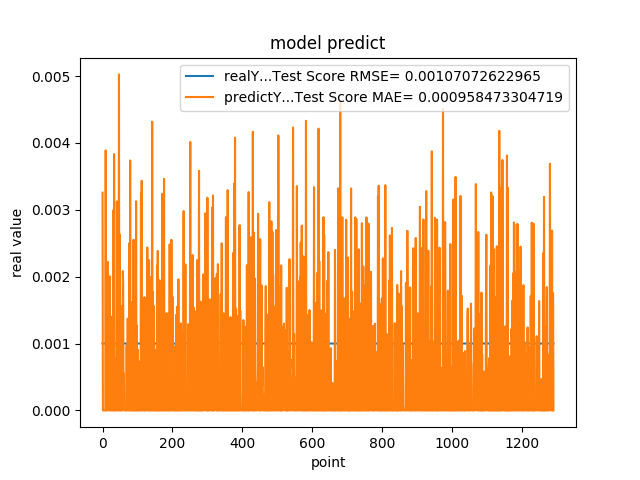 model predict
realY...Test Score RMSE= 0.00107072622965
predictY...Test Score MAE= 0.000958473304719
0.005
0.004
0.003
0.002
0.001
0.000
real value
0 200 400 600 800 1000 1200
point